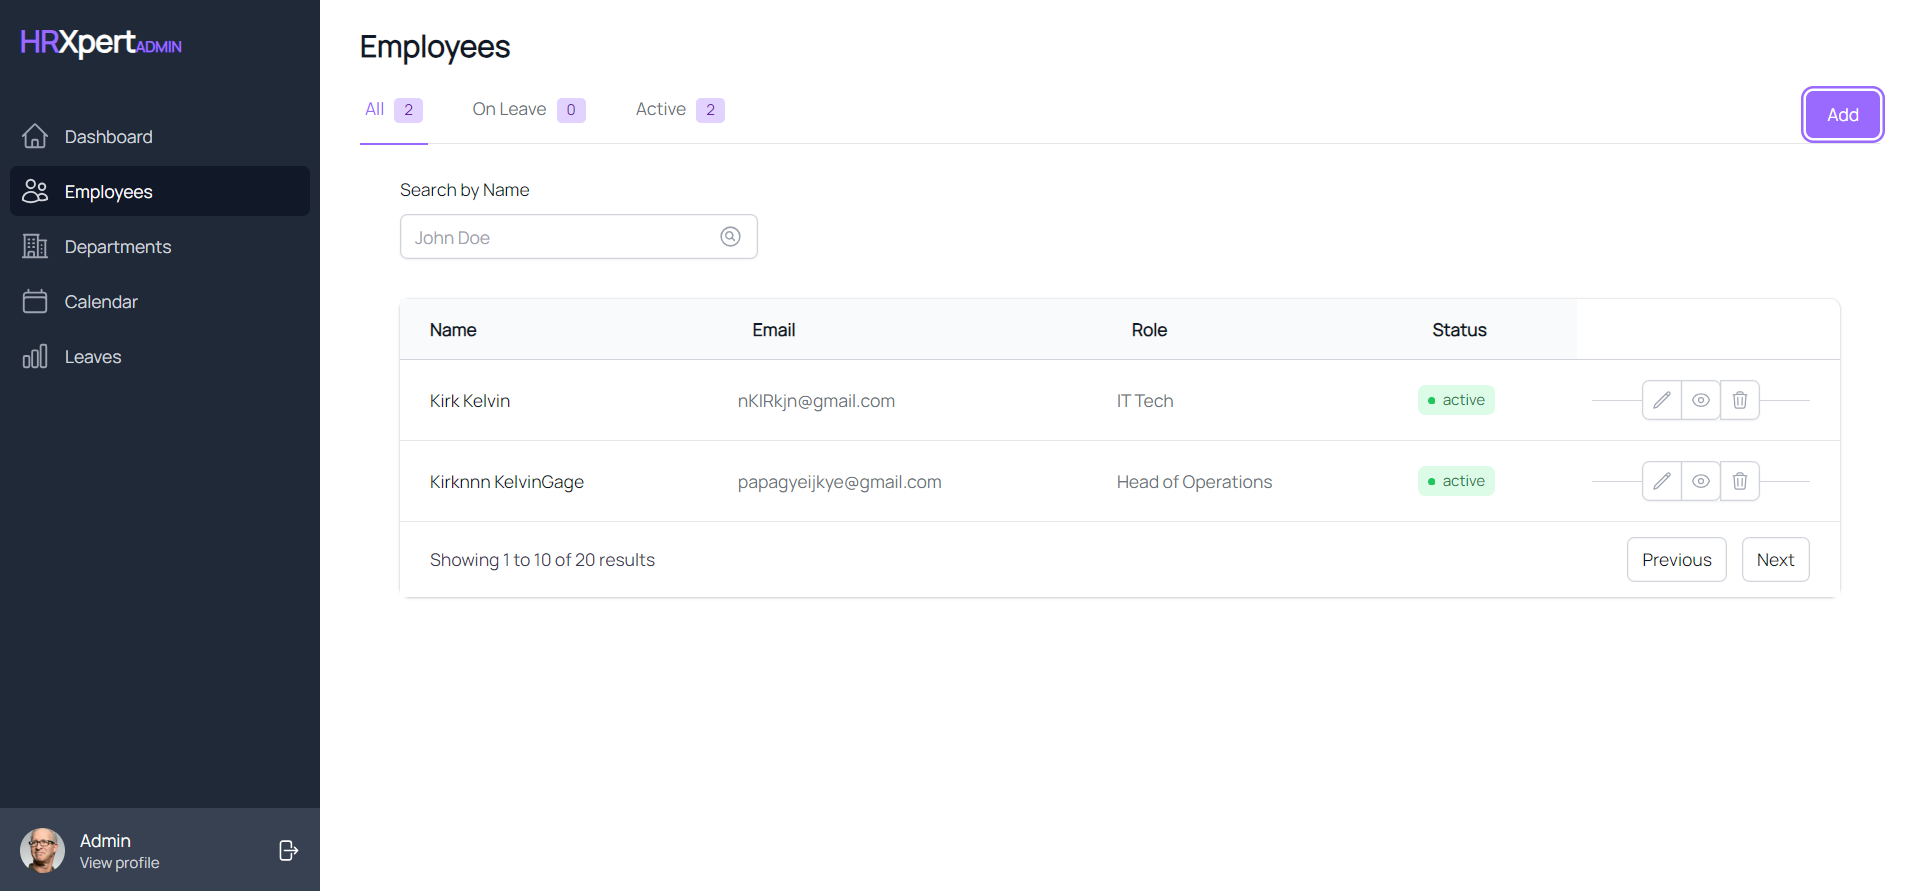 HRXpertADMIN
Dashboard
Employees
Departments
Calendar
Leaves
Admin
View profile
Employees
All 2 On Leave 0 Active 2
Add
Search by Name
John Doe
Name Email Role Status
Kirk Kelvin nKIRkjn@gmail.com IT Tech active
Kirknnn KelvinGage papagyeijkye@gmail.com Head of Operations active
Showing 1 to 10 of 20 results Previous Next